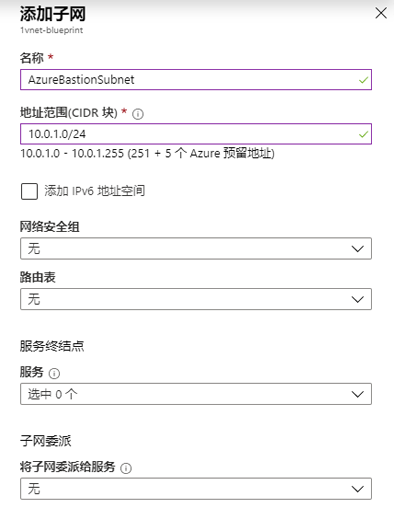 添加子网
1vnet-blueprint
名称 *
AzureBastionSubnet
地址范围(CIDR 块) *
10.0.1.0/24
10.0.1.0 - 10.0.1.255 (251 + 5 个 Azure 预留地址)
添加 IPv6 地址空间
网络安全组
无
路由表
无
服务终结点
服务
选中 0 个
子网委派
将子网委派给服务
无